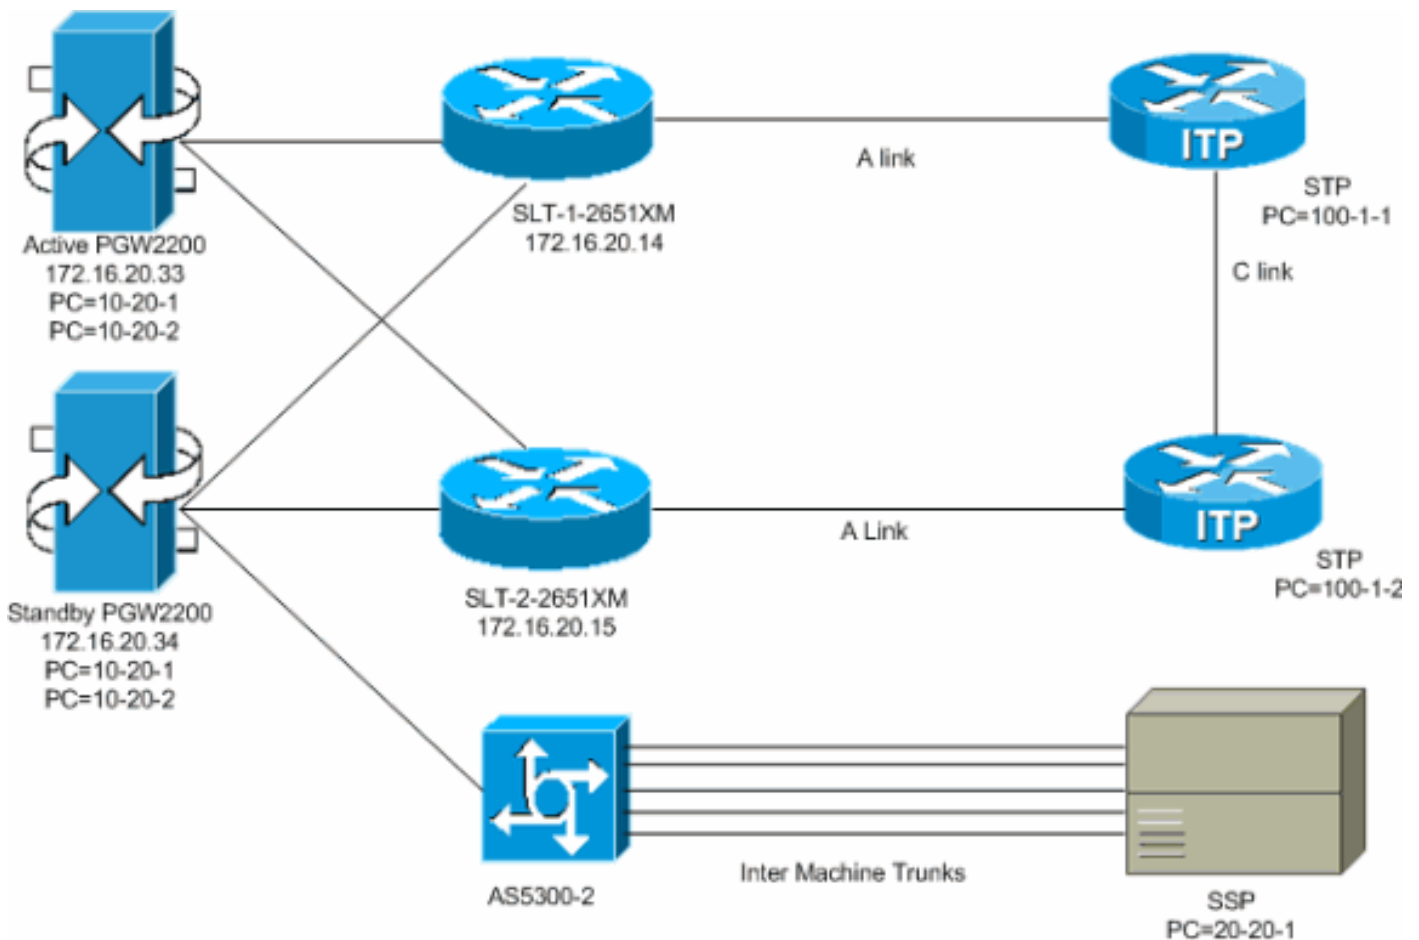 ITP
A link
STP
PC=100-1-1
SLT-1-2651XM
172.16.20.14
Active PGW2200
172.16.20.33
PC=10-20-1
PC=10-20-2
C link
ITP
A Link
STP
PC=100-1-2
SLT-2-2651XM
172.16.20.15
Standby PGW2200
172.16.20.34
PC=10-20-1
PC=10-20-2
Inter Machine Trunks
AS5300-2
SSP
PC=20-20-1